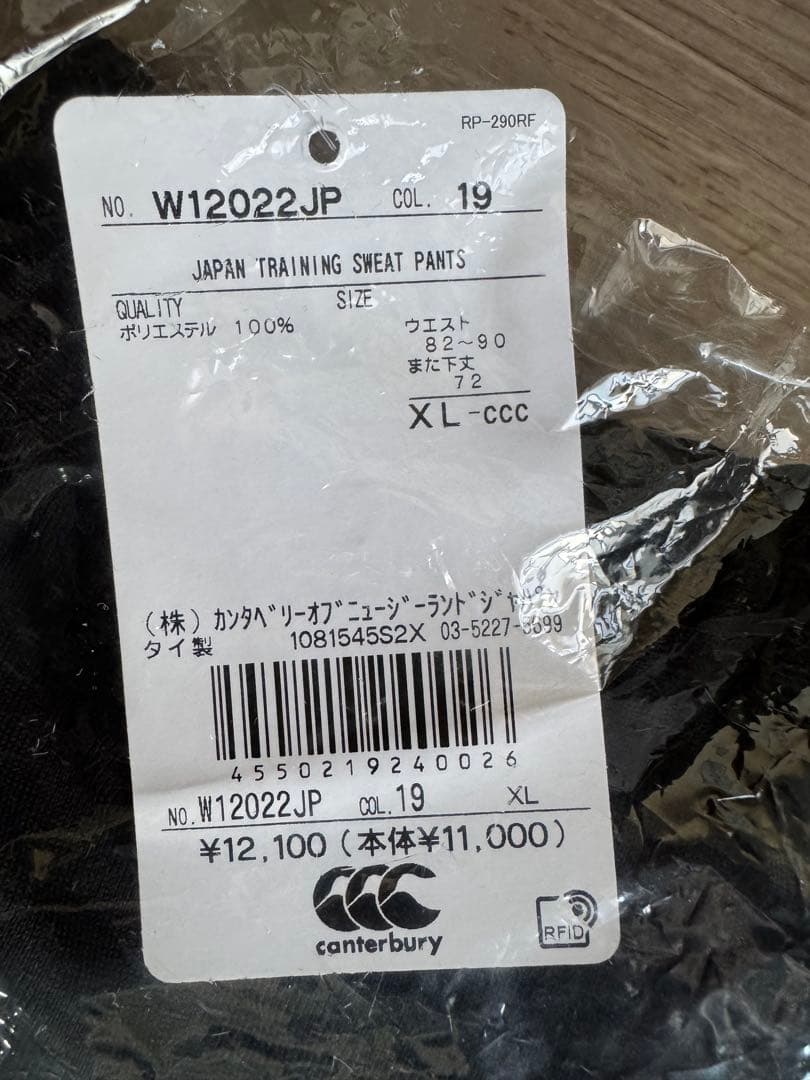 RP-290RF
NO. W12022JP COL. 19
JAPAN TRAINING SWEAT PANTS
QUALITY SIZE
ポリエステル 100%
ウエスト
82〜90
また下丈
72
XL-CCC
(株) カンタベリーオブニュージーランドジャパン
タイ製 1081545S2X 03-5227-
4550219240026
NO. W12022JP COL. 19 XL
¥12,100(本体¥11,000)
CCC
canterbury
RFID